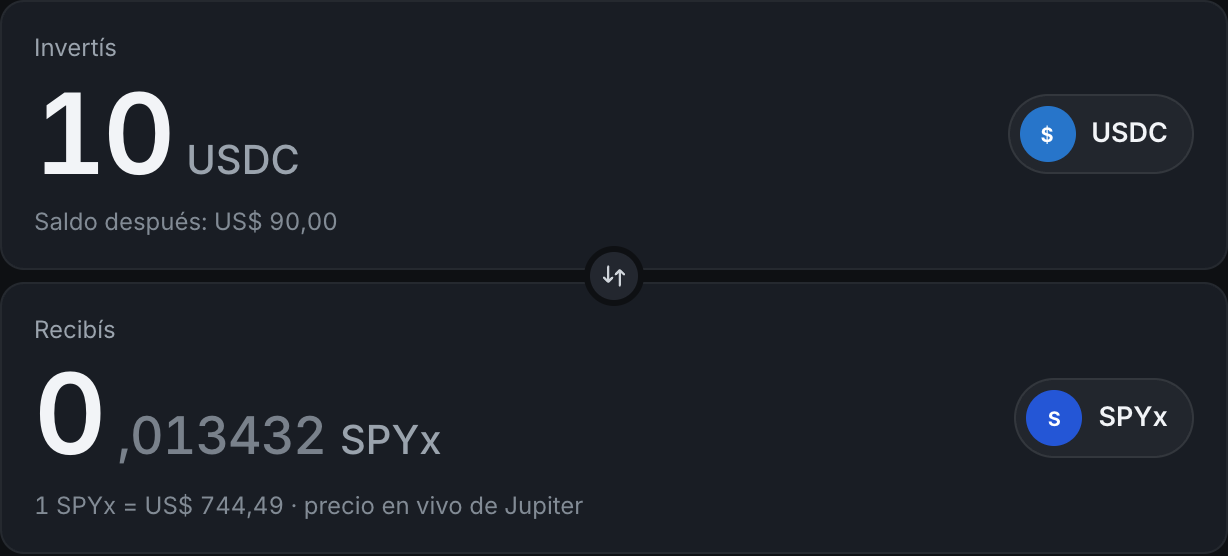 Invertís
10 USDC
$ USDC
Saldo después: US$ 90,00
Recibís
0,013432 SPYx
S SPYx
1 SPYx = US$ 744,49 · precio en vivo de Jupiter